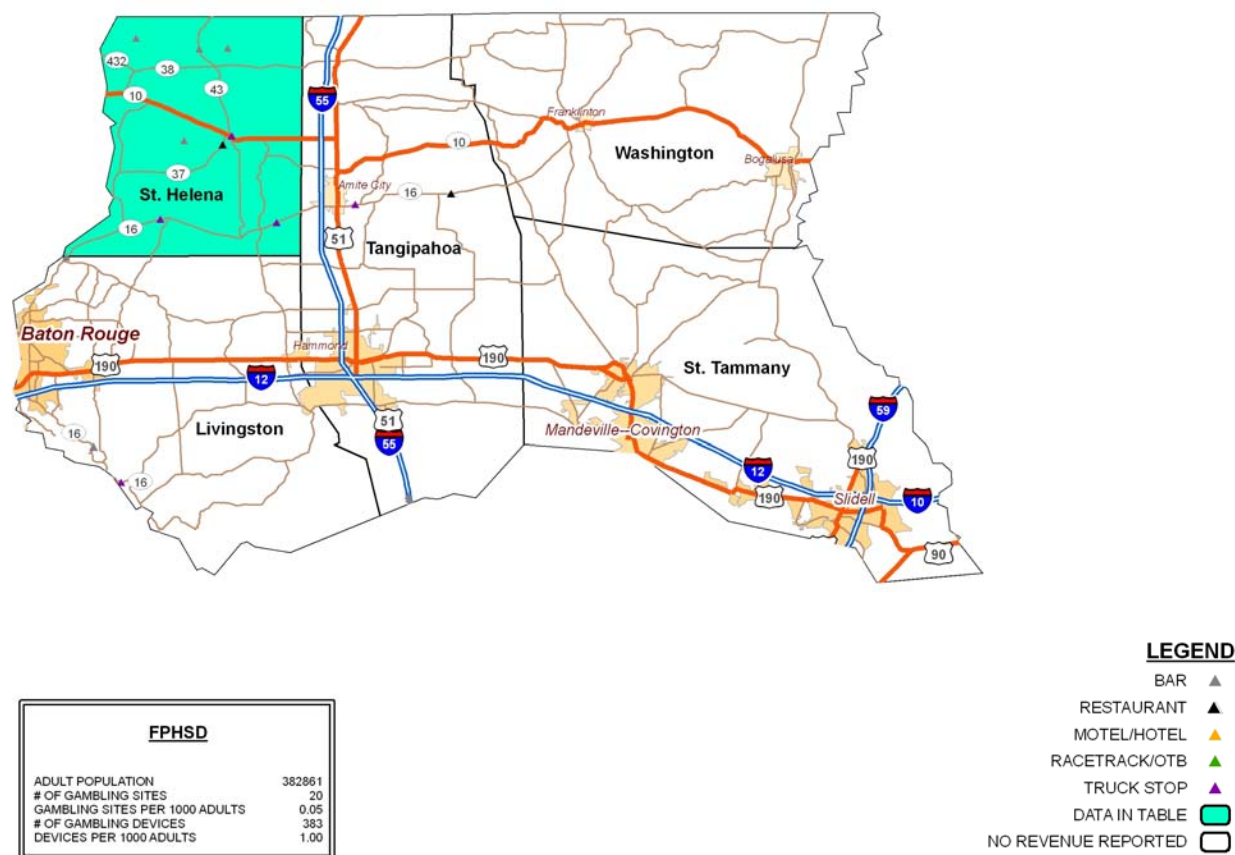 432
38
43
10
37
St. Helena
16
55
Franklinton
Washington
Bogalusa
10
Amite City
16
51
Tangipahoa
Baton Rouge
190
Hammond
190
12
St. Tammany
59
Livingston
51
55
Mandeville--Covington
16
16
12
190
190
Slidell
10
90
LEGEND
BAR
RESTAURANT
MOTEL/HOTEL
RACETRACK/OTB
TRUCK STOP
DATA IN TABLE
NO REVENUE REPORTED
FPHSD
ADULT POPULATION 382861
# OF GAMBLING SITES 20
GAMBLING SITES PER 1000 ADULTS 0.05
# OF GAMBLING DEVICES 383
DEVICES PER 1000 ADULTS 1.00